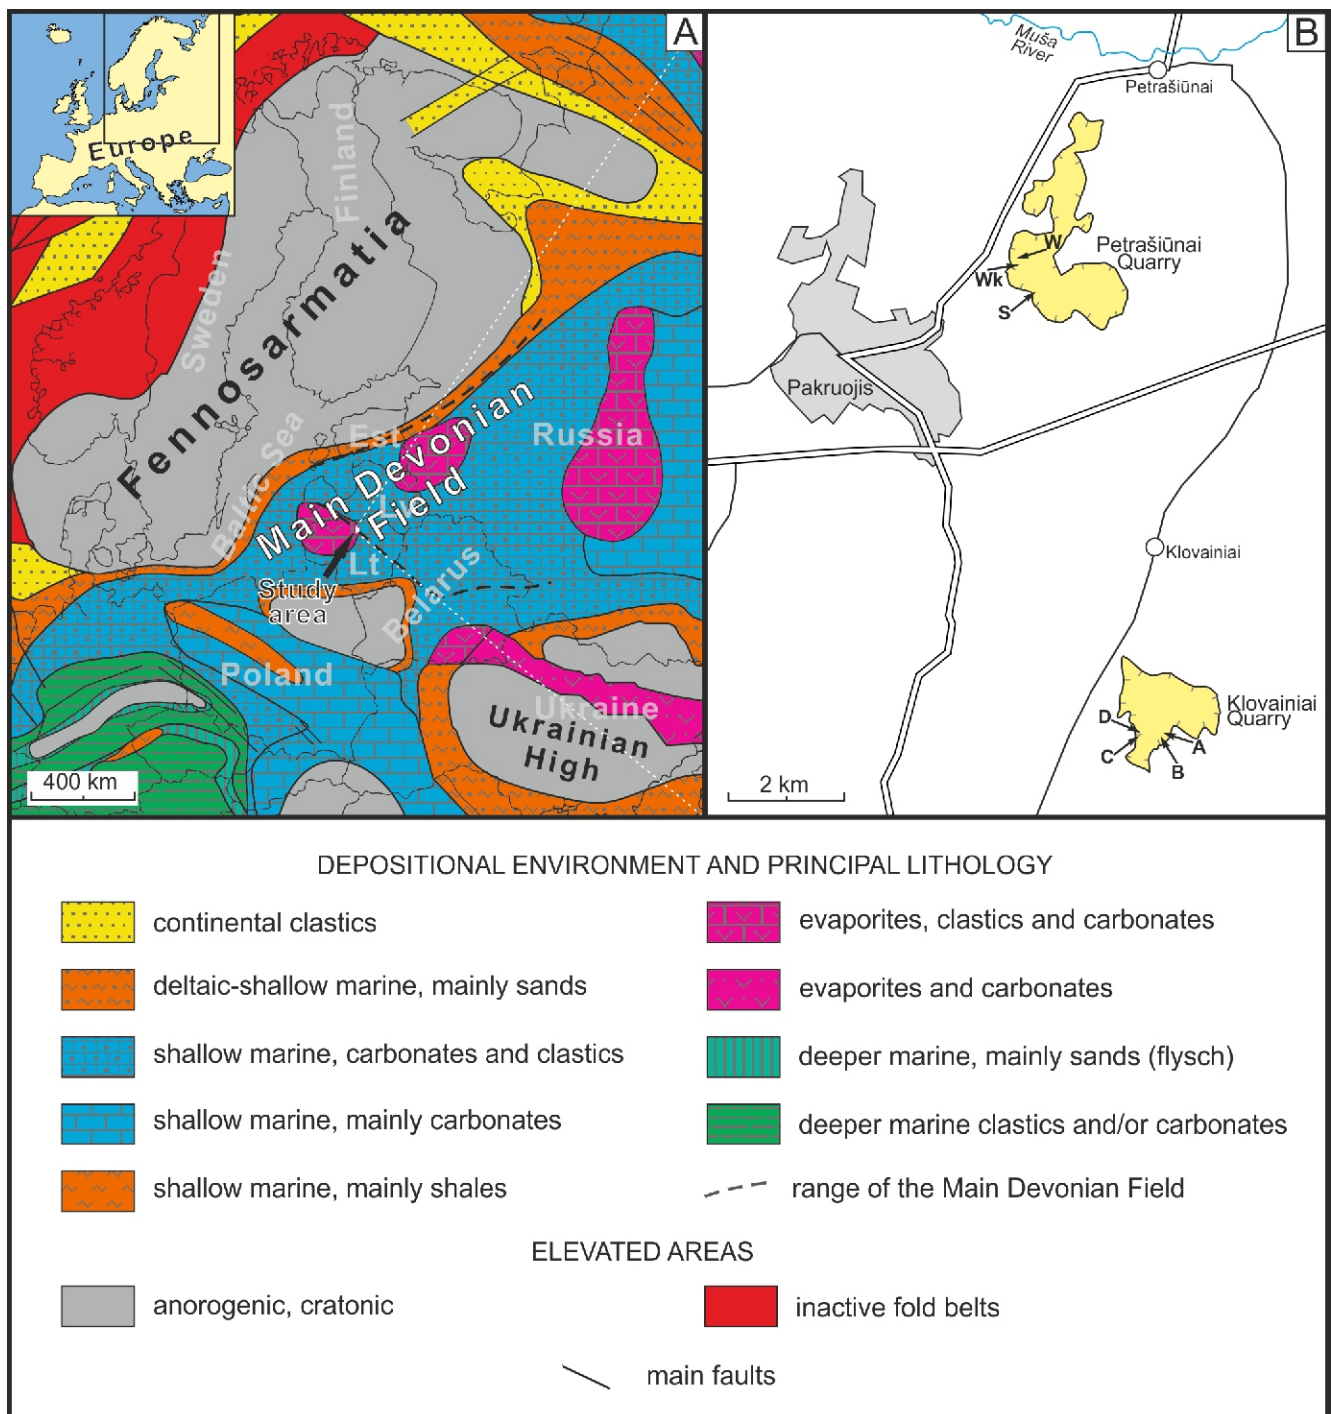 A
Europe
Finland
Sweden
Fennosarmatia
Baltic Sea
Est
Russia
Main Devonian
Field
Lt
Study
area
Belarus
Poland
Ukraine
Ukrainian
High
400 km
B
Muša
River
Petrašiūnai
W
Petrašiūnai
Quarry
Wk
S
Pakruojis
Klovainiai
Klovainiai
Quarry
D
C
A
B
2 km
DEPOSITIONAL ENVIRONMENT AND PRINCIPAL LITHOLOGY
continental clastics
deltaic-shallow marine, mainly sands
shallow marine, carbonates and clastics
shallow marine, mainly carbonates
shallow marine, mainly shales
evaporites, clastics and carbonates
evaporites and carbonates
deeper marine, mainly sands (flysch)
deeper marine clastics and/or carbonates
range of the Main Devonian Field
ELEVATED AREAS
anorogenic, cratonic
inactive fold belts
main faults